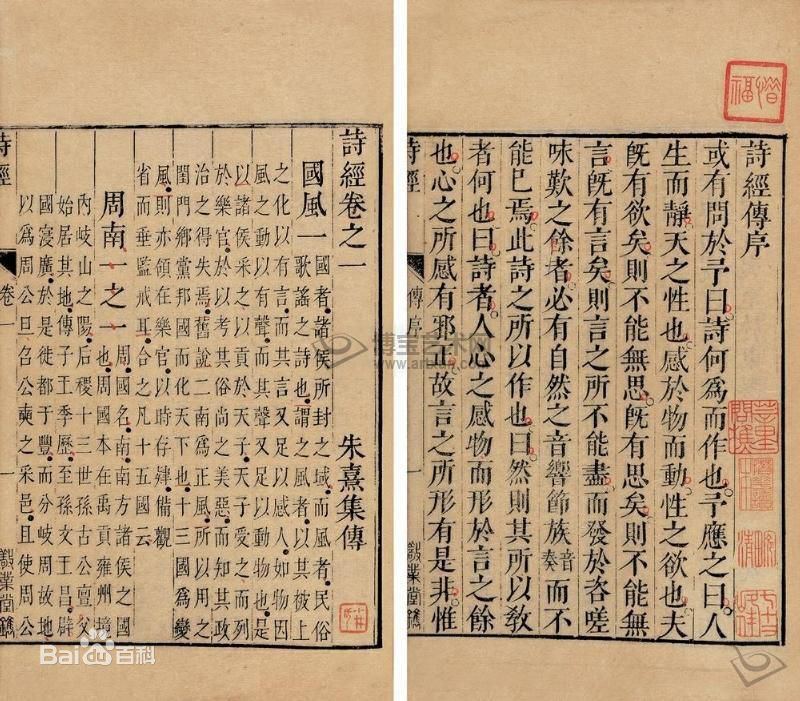 惜福
詩經傳序
或有問於予曰詩何爲而作也予應之曰人
生而靜天之性也感於物而動性之欲也夫
旣有欲矣則不能無思旣有思矣則不能無
言旣有言矣則言之所不能盡而發於咨嗟
味歎之餘者必有自然之音響節族音奏而不
能已焉此詩之所以作也曰然則其所以敎
者何也曰詩者人心之感物而形於言之餘
也心之所感有邪正故言之所形有是非惟
詩經 傳序 一 業堂鐫
詩經卷之一
朱熹集傳
國風一 國者諸侯所封之域而風者民俗
歌謠之詩也謂之風者以其被上
之化以有言而其言又足以感人如物因
風之動以有聲而其聲又足以動物也是
以諸侯采之以貢於天子天子受之而列
於樂官於以考其俗尚之美惡而知其政
治之得失焉舊說二南爲正風所以用之
閨門鄉黨邦國而化天下也十三國爲變
風則亦領在樂官以時存肄備觀
省而垂監戒耳合之凡十五國云
周南一之一 周國名南南方諸侯之國
也周國本在禹貢雍州境
內岐山之陽后稷十三世孫古公亶父
始居其地傳子王季歷至孫文王昌辟
國寖廣於是徙都于豐而分岐周故地
以爲周公旦召公奭之采邑且使周公
詩經 卷一 一 業堂鐫
博宝艺术网
Bai百科